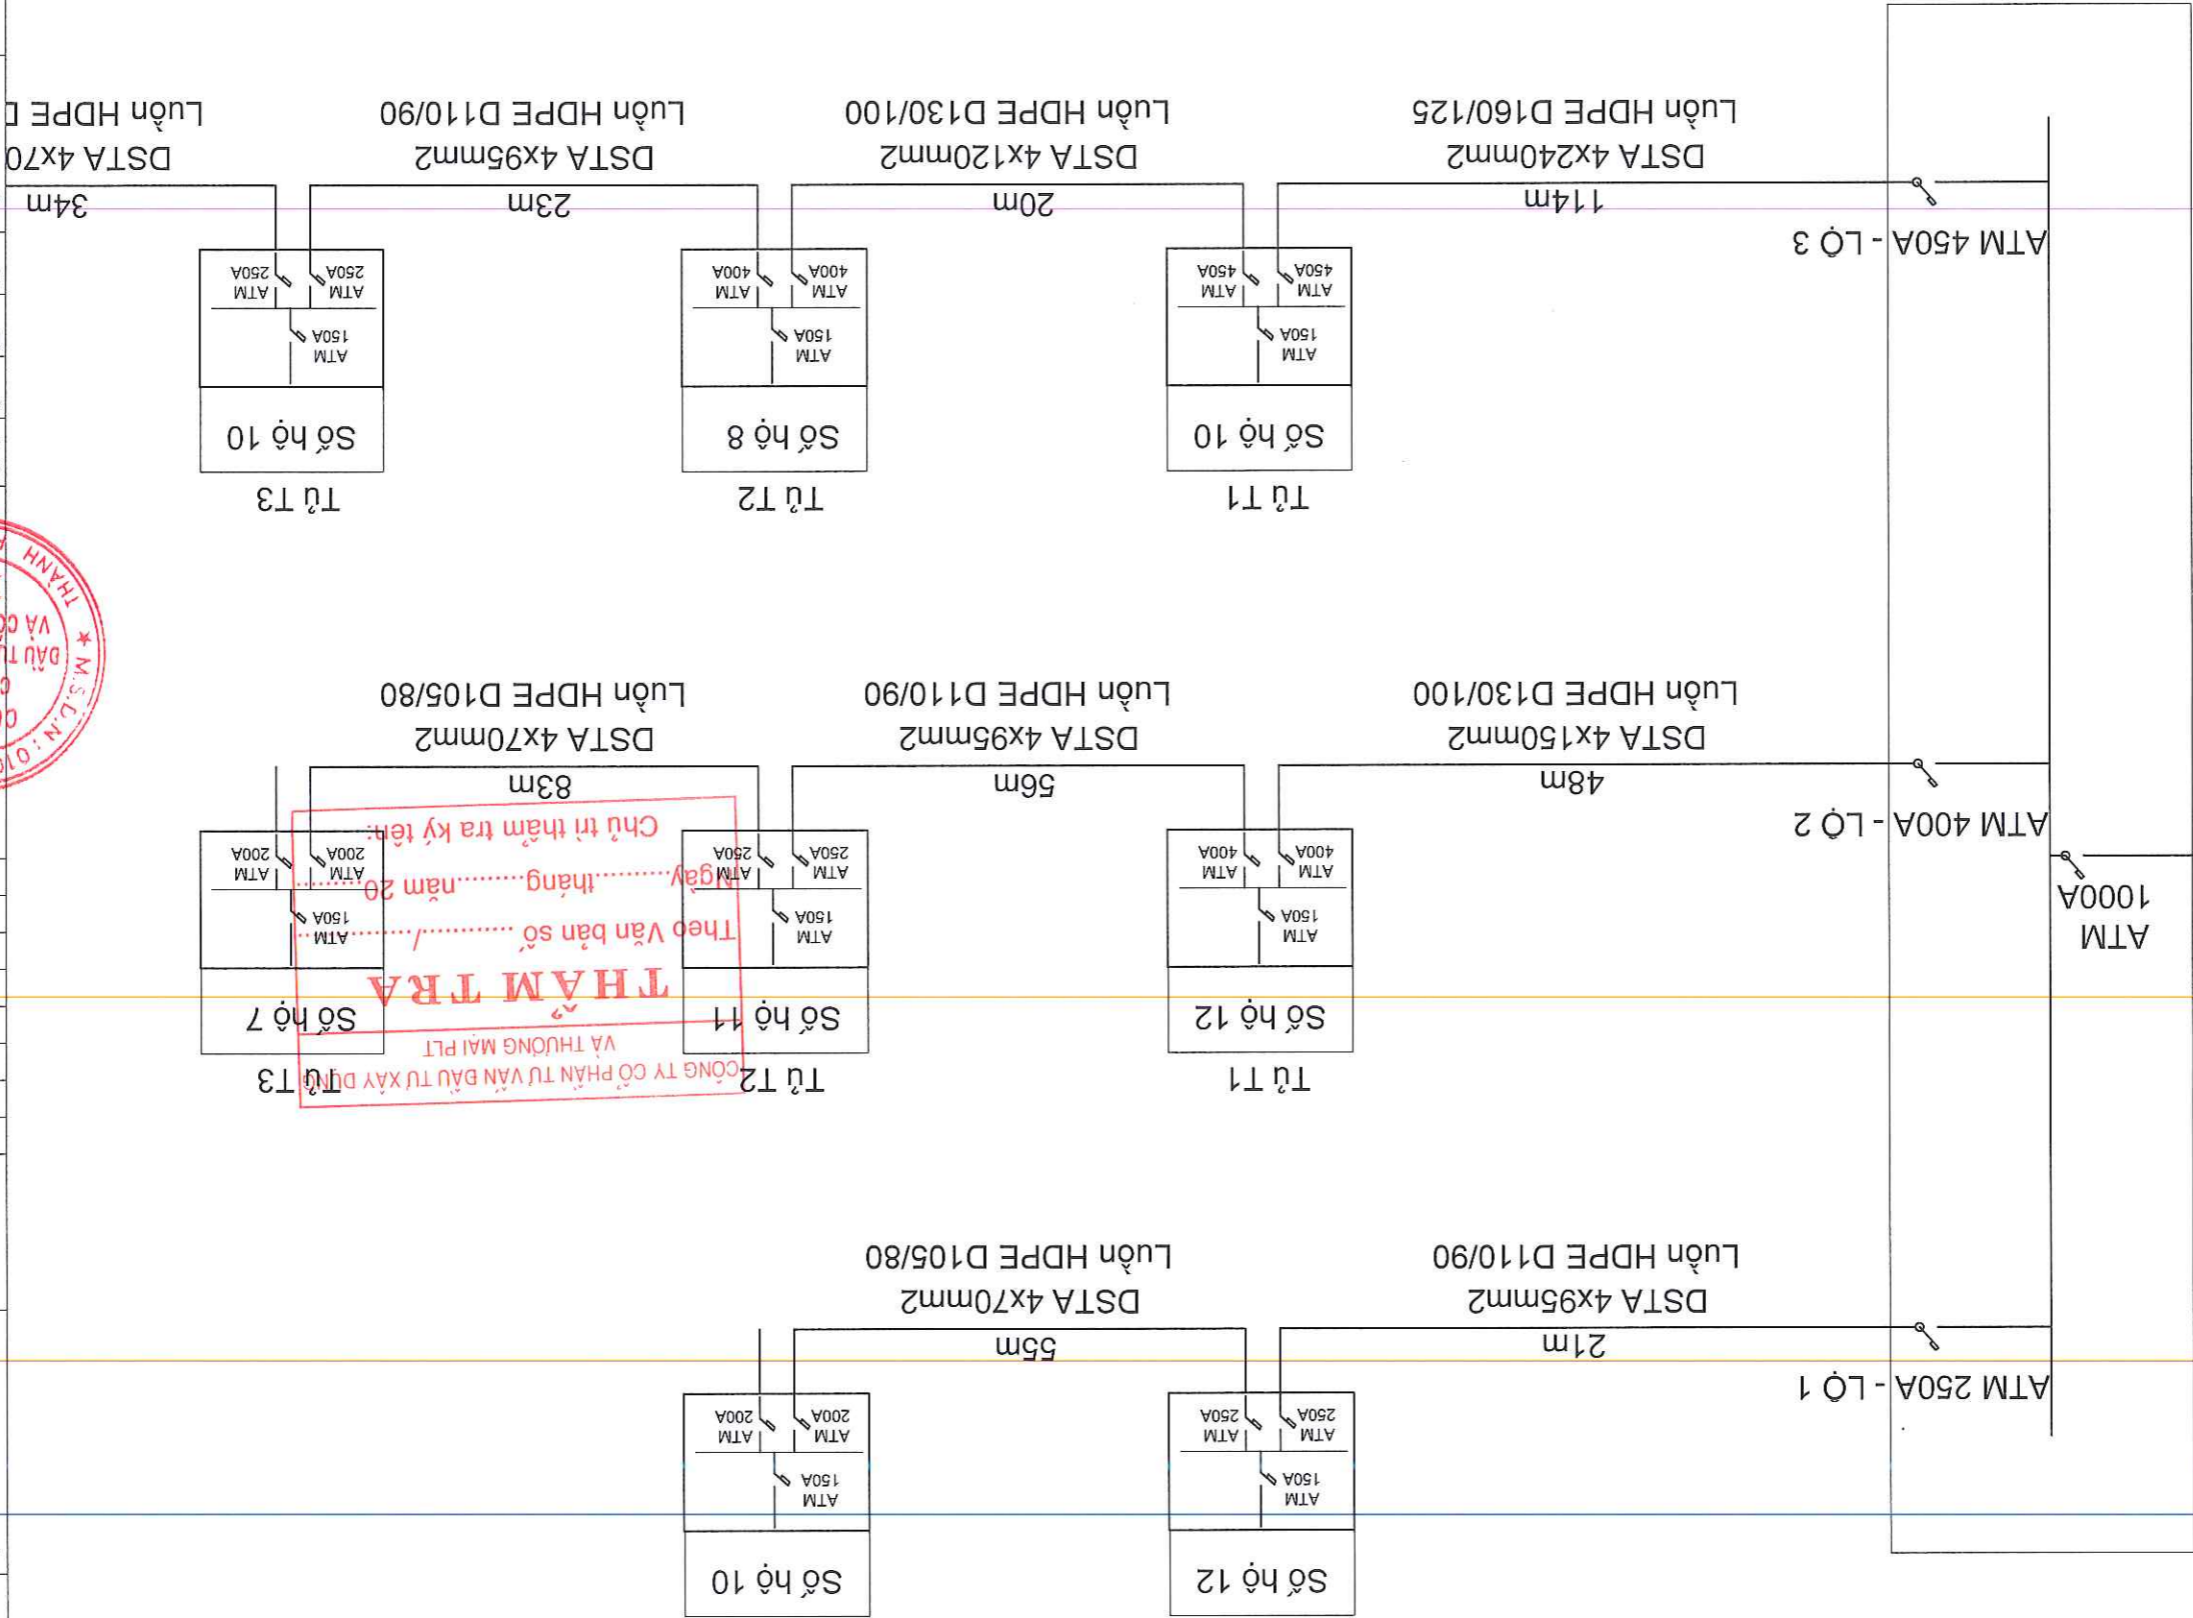 Số hộ 12
Số hộ 10
ATM
150A
ATM
250A
ATM
250A
ATM
150A
ATM
200A
ATM
200A
ATM 250A - LỘ 1
21m
DSTA 4x95mm2
Luồn HDPE D110/90
55m
DSTA 4x70mm2
Luồn HDPE D105/80
Tủ T1
Tủ T2
Tủ T3
Số hộ 12
Số hộ 11
Số hộ 7
ATM
150A
ATM
400A
ATM
400A
ATM
150A
ATM
250A
ATM
250A
ATM
150A
ATM
200A
ATM
200A
CÔNG TY CỔ PHẦN TƯ VẤN ĐẦU TƯ XÂY DỰNG
VÀ THƯƠNG MẠI PLT
THẨM TRA
Theo Văn bản số ............/...............
Ngày.........tháng.........năm 20.........
Chủ trì thẩm tra ký tên:
ATM
1000A
ATM 400A - LỘ 2
48m
DSTA 4x150mm2
Luồn HDPE D130/100
56m
DSTA 4x95mm2
Luồn HDPE D110/90
83m
DSTA 4x70mm2
Luồn HDPE D105/80
M.S.D.N: 010
ĐẦU TƯ
VÀ CÔ
THÀNH
Tủ T1
Tủ T2
Tủ T3
Số hộ 10
Số hộ 8
Số hộ 10
ATM
150A
ATM
450A
ATM
450A
ATM
150A
ATM
400A
ATM
400A
ATM
150A
ATM
250A
ATM
250A
ATM 450A - LỘ 3
114m
DSTA 4x240mm2
Luồn HDPE D160/125
20m
DSTA 4x120mm2
Luồn HDPE D130/100
23m
DSTA 4x95mm2
Luồn HDPE D110/90
34m
DSTA 4x70
Luồn HDPE D